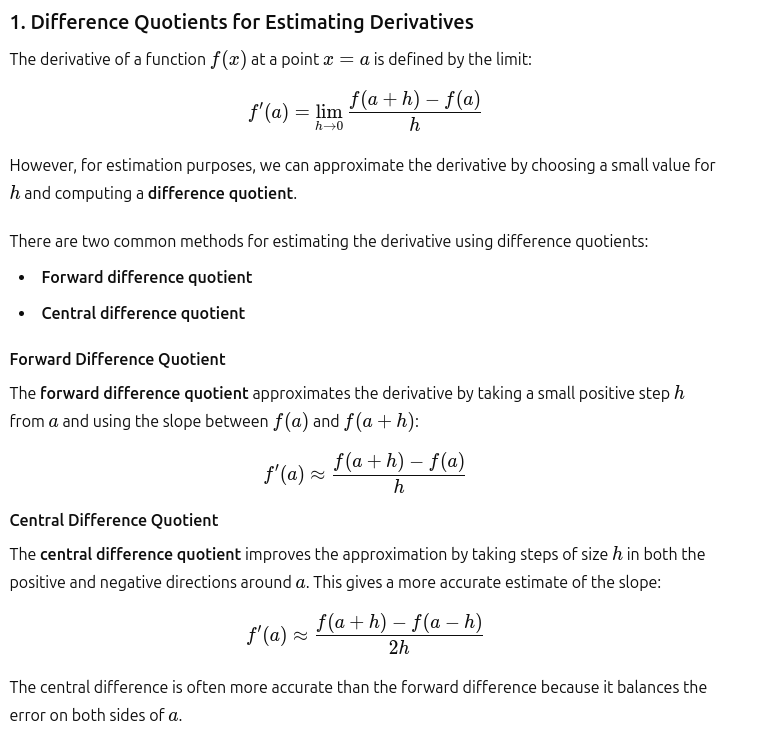 1. Difference Quotients for Estimating Derivatives
The derivative of a function f(x) at a point x = a is defined by the limit:
f′(a) = lim_{h→0} \frac{f(a + h) − f(a)}{h}
However, for estimation purposes, we can approximate the derivative by choosing a small value for
h and computing a difference quotient.
There are two common methods for estimating the derivative using difference quotients:
• Forward difference quotient
• Central difference quotient
Forward Difference Quotient
The forward difference quotient approximates the derivative by taking a small positive step h
from a and using the slope between f(a) and f(a + h):
f′(a) ≈ \frac{f(a + h) − f(a)}{h}
Central Difference Quotient
The central difference quotient improves the approximation by taking steps of size h in both the
positive and negative directions around a. This gives a more accurate estimate of the slope:
f′(a) ≈ \frac{f(a + h) − f(a − h)}{2h}
The central difference is often more accurate than the forward difference because it balances the
error on both sides of a.